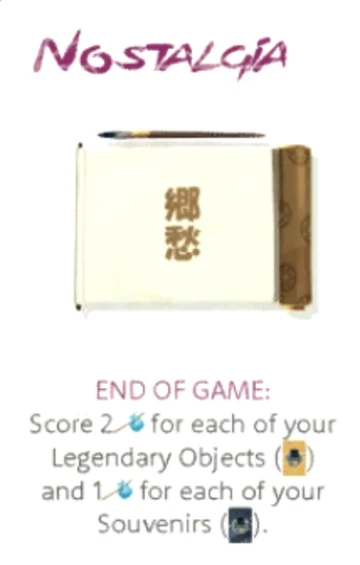 NOSTALGIA
鄉
愁
END OF GAME:
Score 2 for each of your
Legendary Objects ( )
and 1 for each of your
Souvenirs ( ).